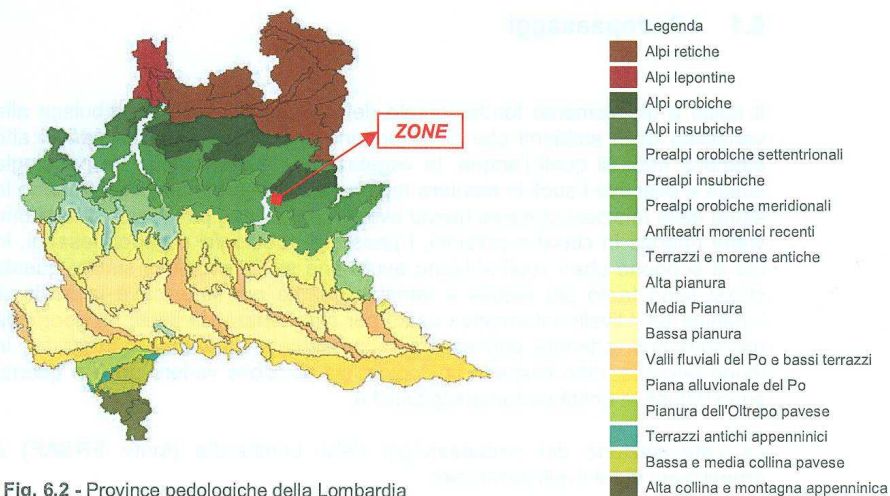 Legenda
Alpi retiche
Alpi lepontine
Alpi orobiche
Alpi insubriche
Prealpi orobiche settentrionali
Prealpi insubriche
Prealpi orobiche meridionali
Anfiteatri morenici recenti
Terrazzi e morene antiche
Alta pianura
Media Pianura
Bassa pianura
Valli fluviali del Po e bassi terrazzi
Piana alluvionale del Po
Pianura dell'Oltrepo pavese
Terrazzi antichi appenninici
Bassa e media collina pavese
Alta collina e montagna appenninica
ZONE
Fig. 6.2 - Province pedologiche della Lombardia